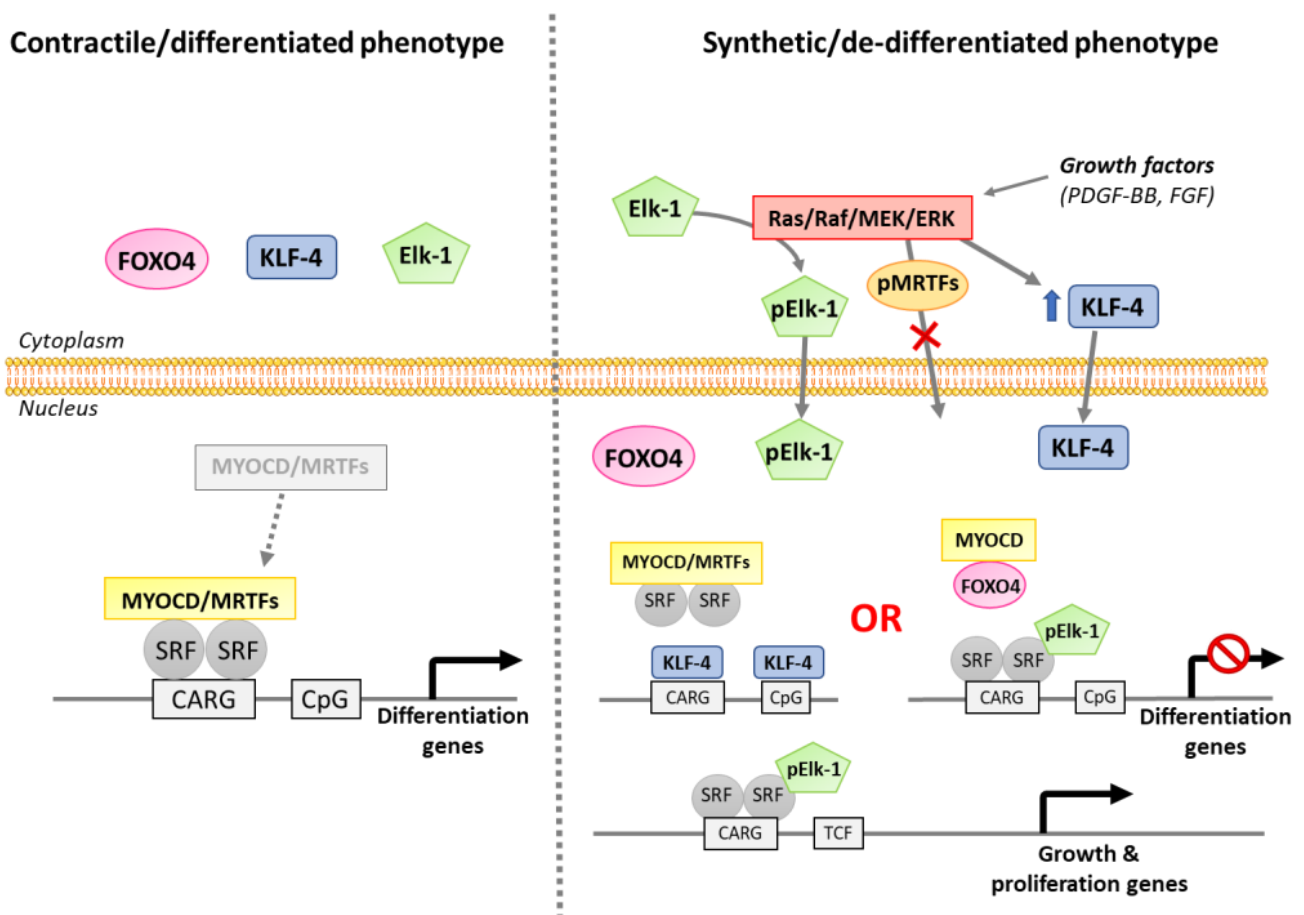 Contractile/differentiated phenotype
FOXO4
KLF-4
Elk-1
Cytoplasm
Nucleus
MYOCD/MRTFs
MYOCD/MRTFs
SRF
SRF
CARG
CpG
Differentiation
genes
Synthetic/de-differentiated phenotype
Growth factors
(PDGF-BB, FGF)
Elk-1
Ras/Raf/MEK/ERK
pMRTFs
pElk-1
KLF-4
FOXO4
pElk-1
KLF-4
MYOCD/MRTFs
SRF
SRF
KLF-4
KLF-4
CARG
CpG
OR
MYOCD
FOXO4
pElk-1
SRF
SRF
CARG
CpG
Differentiation
genes
pElk-1
SRF
SRF
CARG
TCF
Growth &
proliferation genes